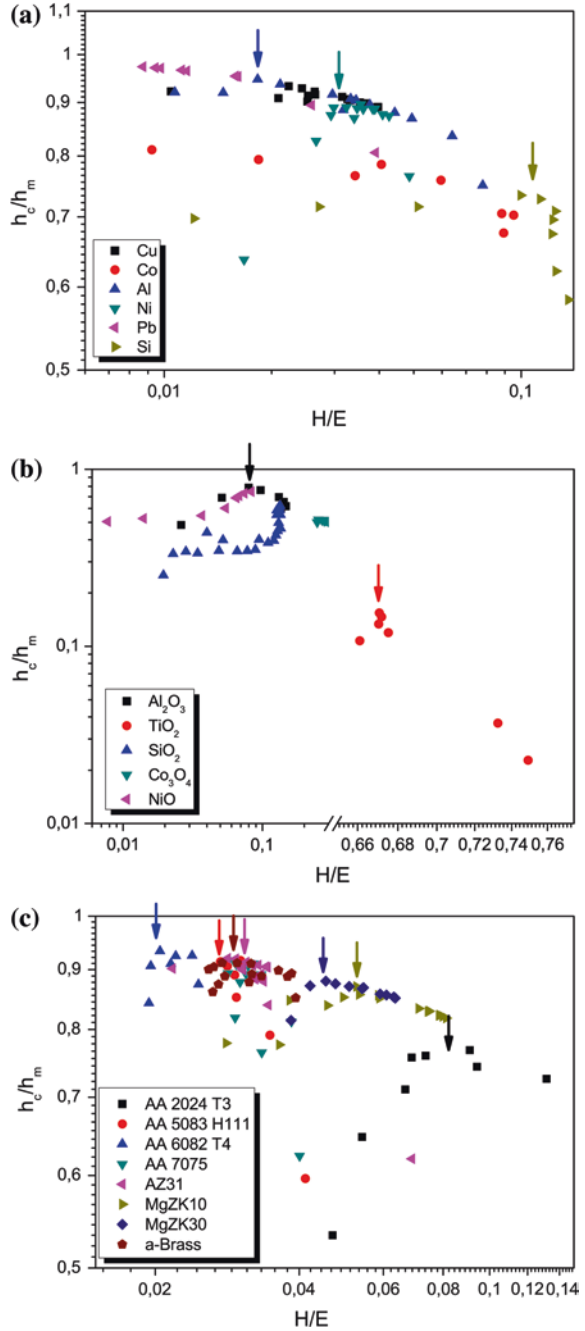 (a)
1
0,9
0,8
0,7
0,6
0,5
h_c/h_m
Cu
Co
Al
Ni
Pb
Si
0,01 0,1
H/E
(b)
1
0,1
0,01
h_c/h_m
Al₂O₃
TiO₂
SiO₂
Co₃O₄
NiO
0,01 0,1 0,66 0,68 0,7 0,72 0,74 0,76
H/E
(c)
1
0,9
0,8
0,7
0,6
0,5
h_c/h_m
AA 2024 T3
AA 5083 H111
AA 6082 T4
AA 7075
AZ31
MgZK10
MgZK30
a-Brass
0,02 0,04 0,06 0,08 0,1 0,12 0,14
H/E